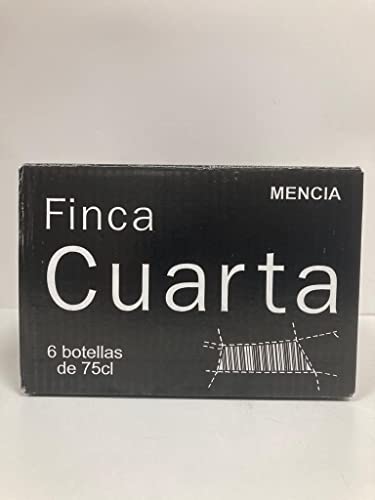 MENCIA
Finca
Cuarta
6 botellas
de 75cl